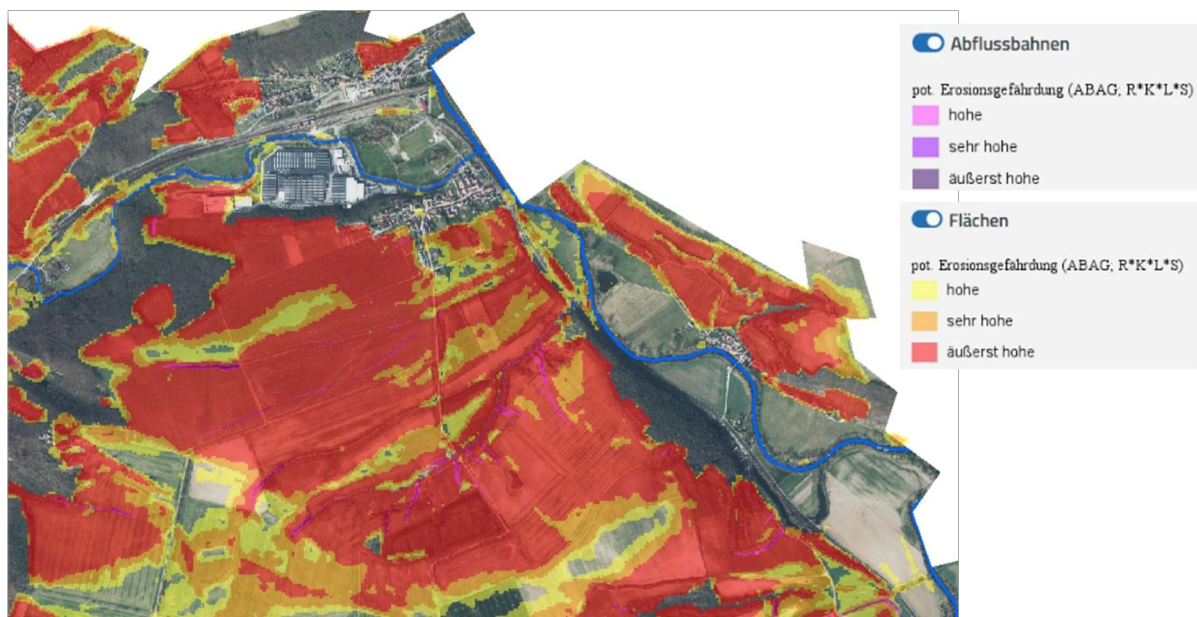 Abflussbahnen
pot. Erosionsgefährdung (ABAG; R*K*L*S)
hohe
sehr hohe
äußerst hohe
Flächen
pot. Erosionsgefährdung (ABAG; R*K*L*S)
hohe
sehr hohe
äußerst hohe